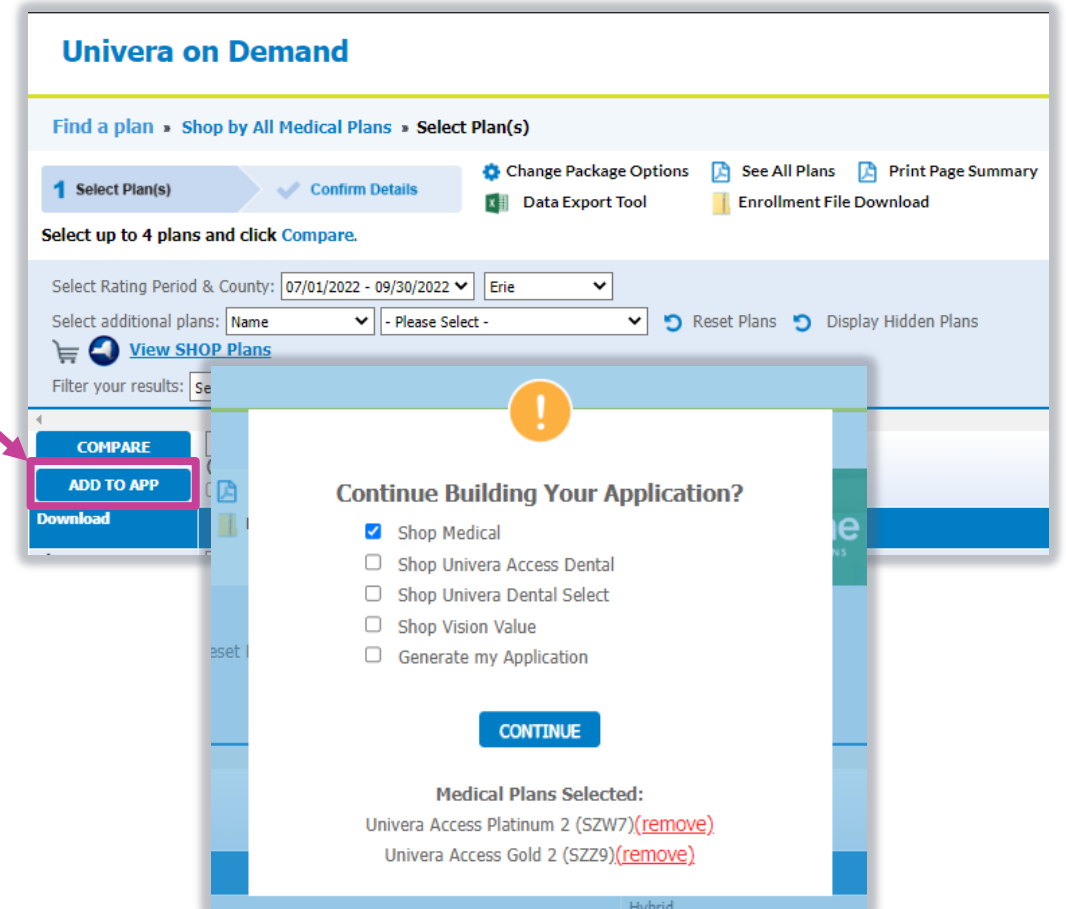 Univera on Demand
Find a plan » Shop by All Medical Plans » Select Plan(s)
1 Select Plan(s) Confirm Details
Change Package Options See All Plans Print Page Summary
Data Export Tool Enrollment File Download
Select up to 4 plans and click Compare.
Select Rating Period & County: 07/01/2022 - 09/30/2022 Erie
Select additional plans: Name - Please Select - Reset Plans Display Hidden Plans
View SHOP Plans
Filter your results: Se
COMPARE
ADD TO APP
Download
!
Continue Building Your Application?
Shop Medical
Shop Univera Access Dental
Shop Univera Dental Select
Shop Vision Value
Generate my Application
eset
CONTINUE
Medical Plans Selected:
Univera Access Platinum 2 (SZW7)(remove)
Univera Access Gold 2 (SZZ9)(remove)
Hybrid